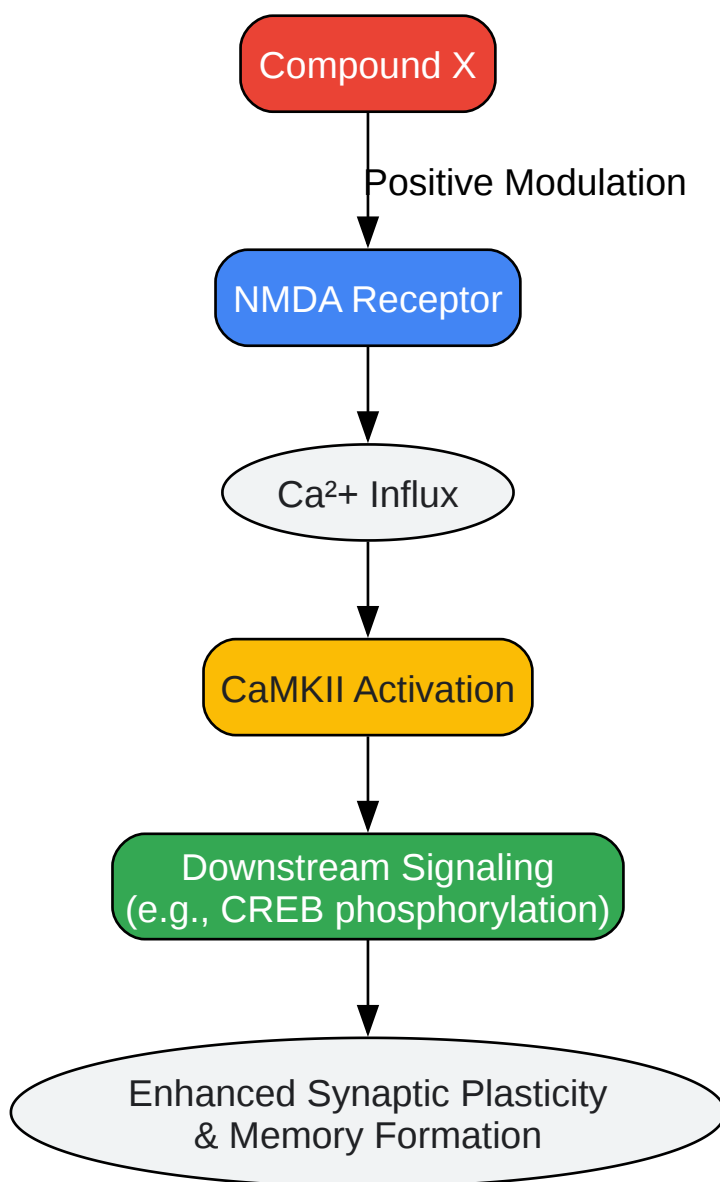 Compound X
Positive Modulation
NMDA Receptor
Ca²+ Influx
CaMKII Activation
Downstream Signaling
(e.g., CREB phosphorylation)
Enhanced Synaptic Plasticity
& Memory Formation